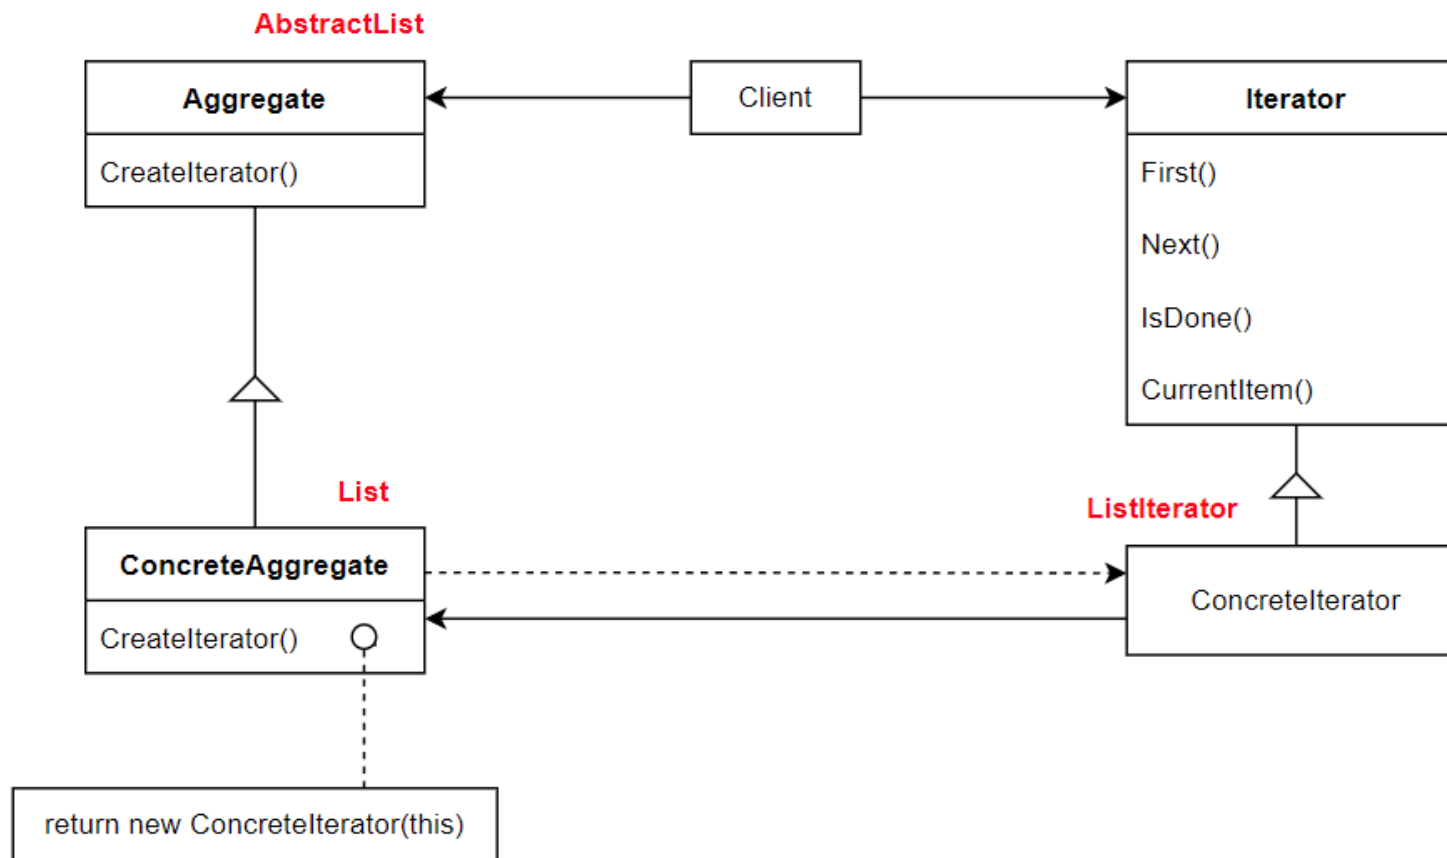 AbstractList
Aggregate
CreateIterator()
Client
Iterator
First()
Next()
IsDone()
CurrentItem()
List
ConcreteAggregate
CreateIterator()
ListIterator
ConcreteIterator
return new ConcreteIterator(this)